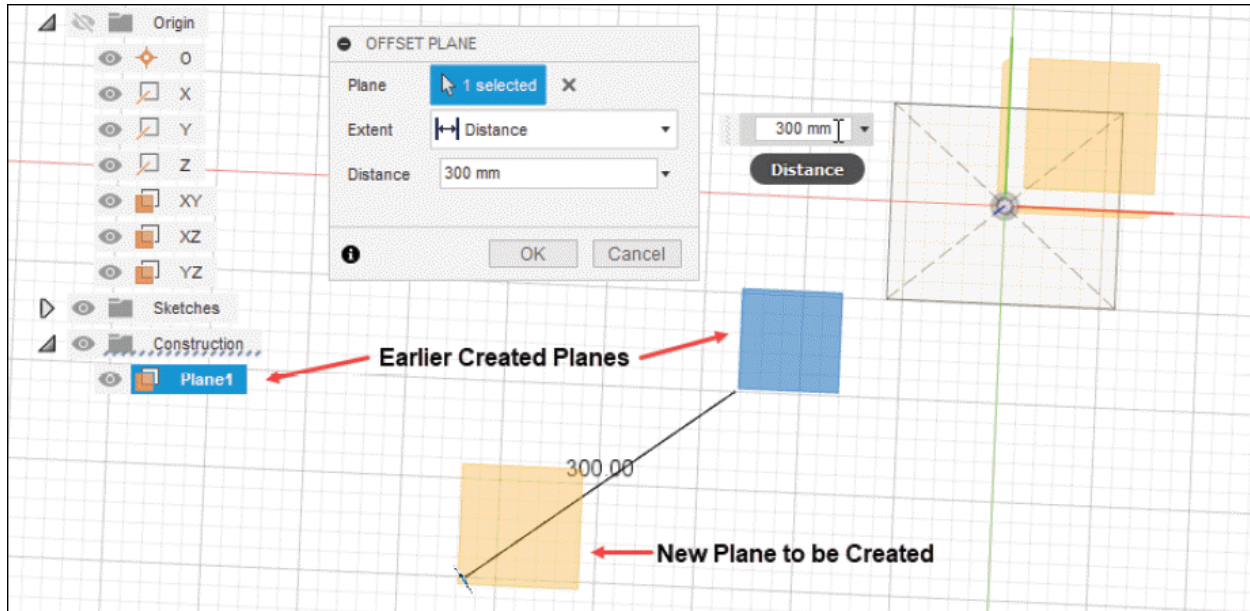 Origin
O
X
Y
Z
XY
XZ
YZ
Sketches
Construction
Plane1
OFFSET PLANE
Plane
1 selected
Extent
Distance
Distance
300 mm
OK
Cancel
300 mm
Distance
Earlier Created Planes
300.00
New Plane to be Created